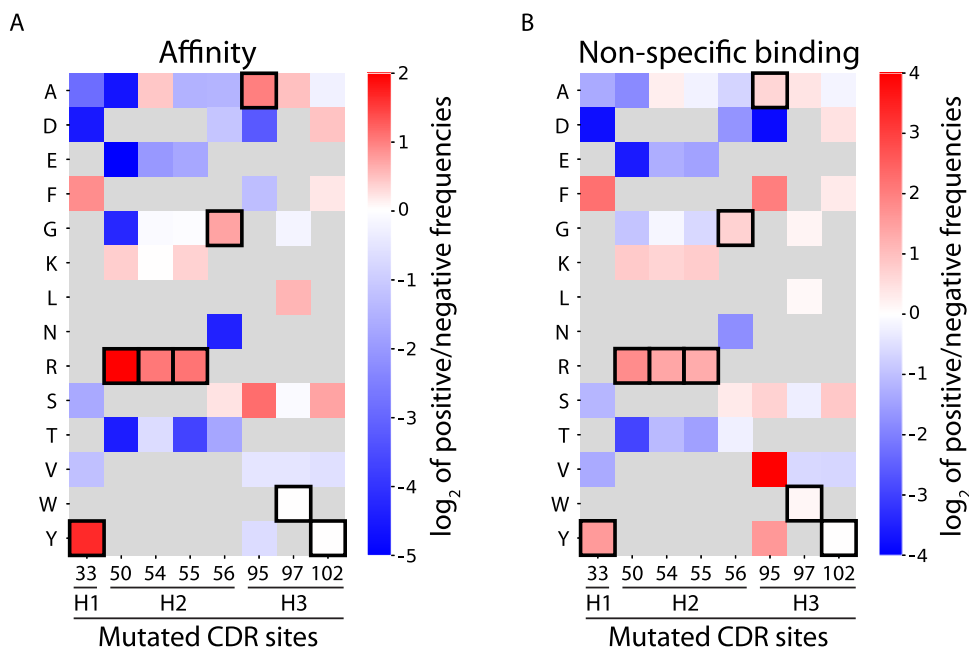 A
Affinity
A
D
E
F
G
K
L
N
R
S
T
V
W
Y
33 50 54 55 56 95 97 102
H1 H2 H3
Mutated CDR sites
2
1
0
−1
−2
−3
−4
−5
log2 of positive/negative frequencies
B
Non-specific binding
A
D
E
F
G
K
L
N
R
S
T
V
W
Y
33 50 54 55 56 95 97 102
H1 H2 H3
Mutated CDR sites
4
3
2
1
0
−1
−2
−3
−4
log2 of positive/negative frequencies